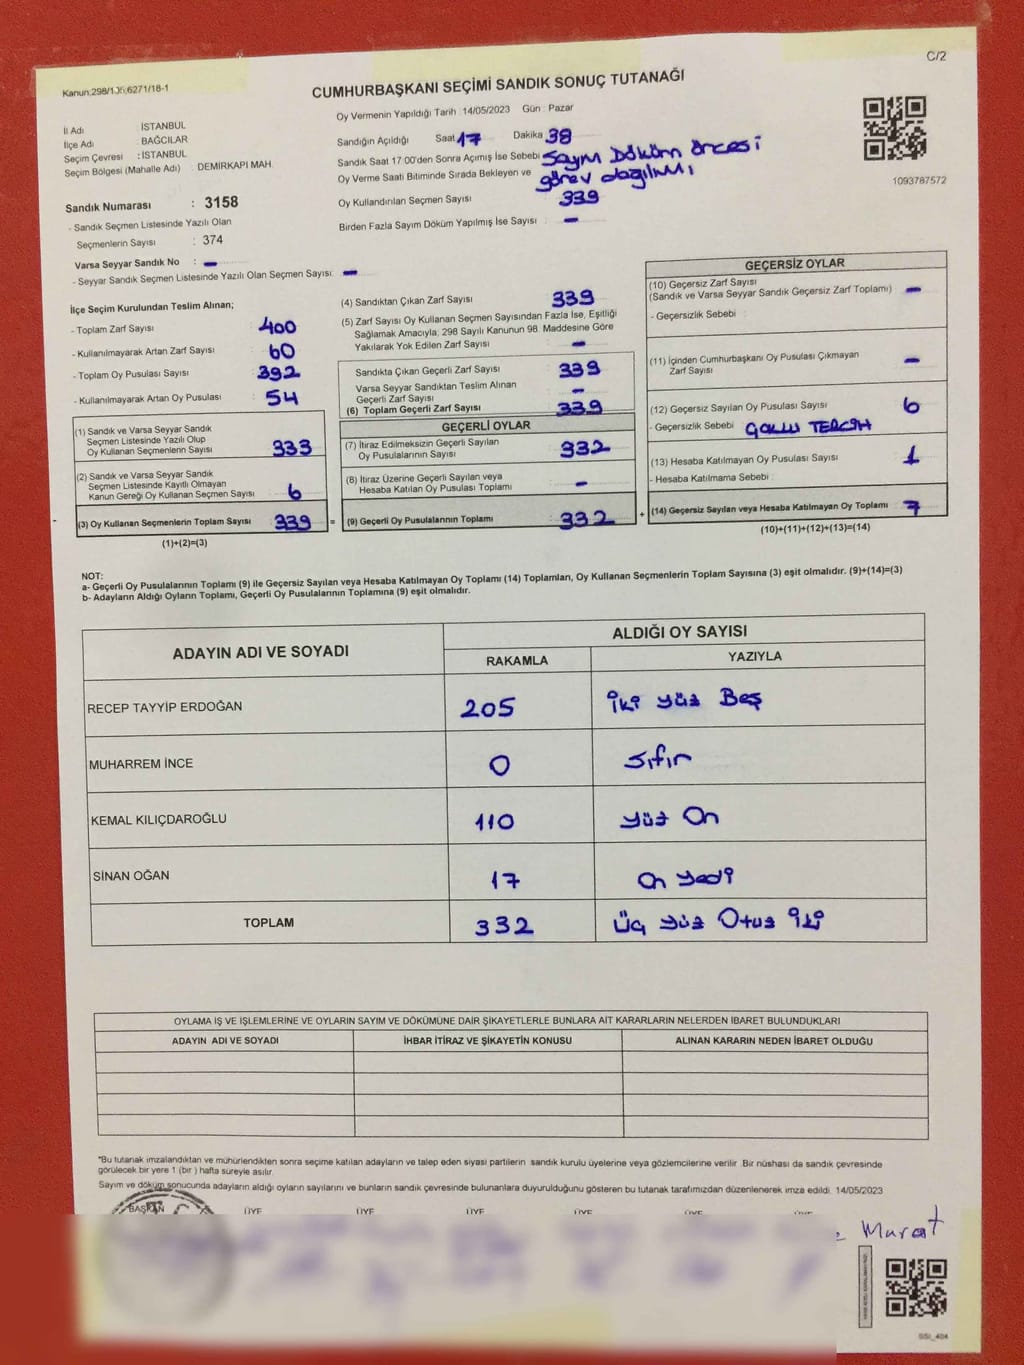 C/2
Kanun,298/106,6271/18-1
CUMHURBAŞKANI SEÇİMİ SANDIK SONUÇ TUTANAĞI
Oy Vermenin Yapıldığı Tarih : 14/05/2023 Gün : Pazar
İl Adı : İSTANBUL
İlçe Adı : BAĞCILAR
Seçim Çevresi : İSTANBUL
Seçim Bölgesi (Mahalle Adı) : DEMİRKAPI MAH.
Sandık Numarası : 3158
- Sandık Seçmen Listesinde Yazılı Olan
Seçmenlerin Sayısı : 374
Varsa Seyyar Sandık No : -
- Seyyar Sandık Seçmen Listesinde Yazılı Olan Seçmen Sayısı: -
Sandığın Açıldığı Saat 17 Dakika 38
Sandık Saat 17:00'den Sonra Açımış İse Sebebi Sayım Döküm öncesi
Oy Verme Saati Bitiminde Sırada Bekleyen ve görev dağılımı
Oy Kullandırılan Seçmen Sayısı 339
Birden Fazla Sayım Döküm Yapılmış İse Sayısı : -
1093787572
İlçe Seçim Kurulundan Teslim Alınan;
- Toplam Zarf Sayısı : 400
- Kullanılmayarak Artan Zarf Sayısı : 60
- Toplam Oy Pusulası Sayısı : 392
- Kullanılmayarak Artan Oy Pusulası : 54
(1) Sandık ve Varsa Seyyar Sandık
Seçmen Listesinde Yazılı Olup
Oy Kullanan Seçmenlerin Sayısı : 333
(2) Sandık ve Varsa Seyyar Sandık
Seçmen Listesinde Kayıtlı Olmayan
Kanun Gereği Oy Kullanan Seçmen Sayısı : 6
(3) Oy Kullanan Seçmenlerin Toplam Sayısı : 339 =
(1)+(2)=(3)
(4) Sandıktan Çıkan Zarf Sayısı : 339
(5) Zarf Sayısı Oy Kullanan Seçmen Sayısından Fazla İse, Eşitliği
Sağlamak Amacıyla, 298 Sayılı Kanunun 98. Maddesine Göre
Yakılarak Yok Edilen Zarf Sayısı : -
Sandıkta Çıkan Geçerli Zarf Sayısı : 339
Varsa Seyyar Sandıktan Teslim Alınan
Geçerli Zarf Sayısı : -
(6) Toplam Geçerli Zarf Sayısı : 339
GEÇERLİ OYLAR
(7) İtiraz Edilmeksizin Geçerli Sayılan
Oy Pusulalarının Sayısı : 332
(8) İtiraz Üzerine Geçerli Sayılan veya
Hesaba Katılan Oy Pusulası Toplamı : -
(9) Geçerli Oy Pusulalarının Toplamı : 332 +
GEÇERSİZ OYLAR
(10) Geçersiz Zarf Sayısı
(Sandık ve Varsa Seyyar Sandık Geçersiz Zarf Toplamı) : -
- Geçersizlik Sebebi :
(11) İçinden Cumhurbaşkanı Oy Pusulası Çıkmayan
Zarf Sayısı : -
(12) Geçersiz Sayılan Oy Pusulası Sayısı : 6
- Geçersizlik Sebebi : ÇOKLU TERCİH
(13) Hesaba Katılmayan Oy Pusulası Sayısı : 1
- Hesaba Katılmama Sebebi :
(14) Geçersiz Sayılan veya Hesaba Katılmayan Oy Toplamı : 7
(10)+(11)+(12)+(13)=(14)
NOT:
a- Geçerli Oy Pusulalarının Toplamı (9) ile Geçersiz Sayılan veya Hesaba Katılmayan Oy Toplamı (14) Toplamları, Oy Kullanan Seçmenlerin Toplam Sayısına (3) eşit olmalıdır. (9)+(14)=(3)
b- Adayların Aldığı Oyların Toplamı, Geçerli Oy Pusulalarının Toplamına (9) eşit olmalıdır.
ADAYIN ADI VE SOYADI
ALDIĞI OY SAYISI
RAKAMLA YAZIYLA
RECEP TAYYİP ERDOĞAN 205 iki yüz Beş
MUHARREM İNCE 0 sıfır
KEMAL KILIÇDAROĞLU 110 yüz On
SİNAN OĞAN 17 On yedi
TOPLAM 332 Üç yüz Otuz iki
OYLAMA İŞ VE İŞLEMLERİNE VE OYLARIN SAYIM VE DÖKÜMÜNE DAİR ŞİKAYETLERLE BUNLARA AİT KARARLARIN NELERDEN İBARET BULUNDUKLARI
ADAYIN ADI VE SOYADI İHBAR İTİRAZ VE ŞİKAYETİN KONUSU ALINAN KARARIN NEDEN İBARET OLDUĞU
"Bu tutanak imzalandıktan ve mühürlendikten sonra seçime katılan adayların ve talep eden siyasi partilerin sandık kurulu üyelerine veya gözlemcilerine verilir. Bir nüshası da sandık çevresinde
görülecek bir yere 1 (bir ) hafta süreyle asılır.
Sayım ve döküm sonucunda adayların aldığı oyların sayılarını ve bunların sandık çevresinde bulunanlara duyurulduğunu gösteren bu tutanak tarafımızdan düzenlenerek imza edildi. 14/05/2023
BAŞKAN ÜYE ÜYE ÜYE ÜYE ÜYE ÜYE
Murat
SSI_404